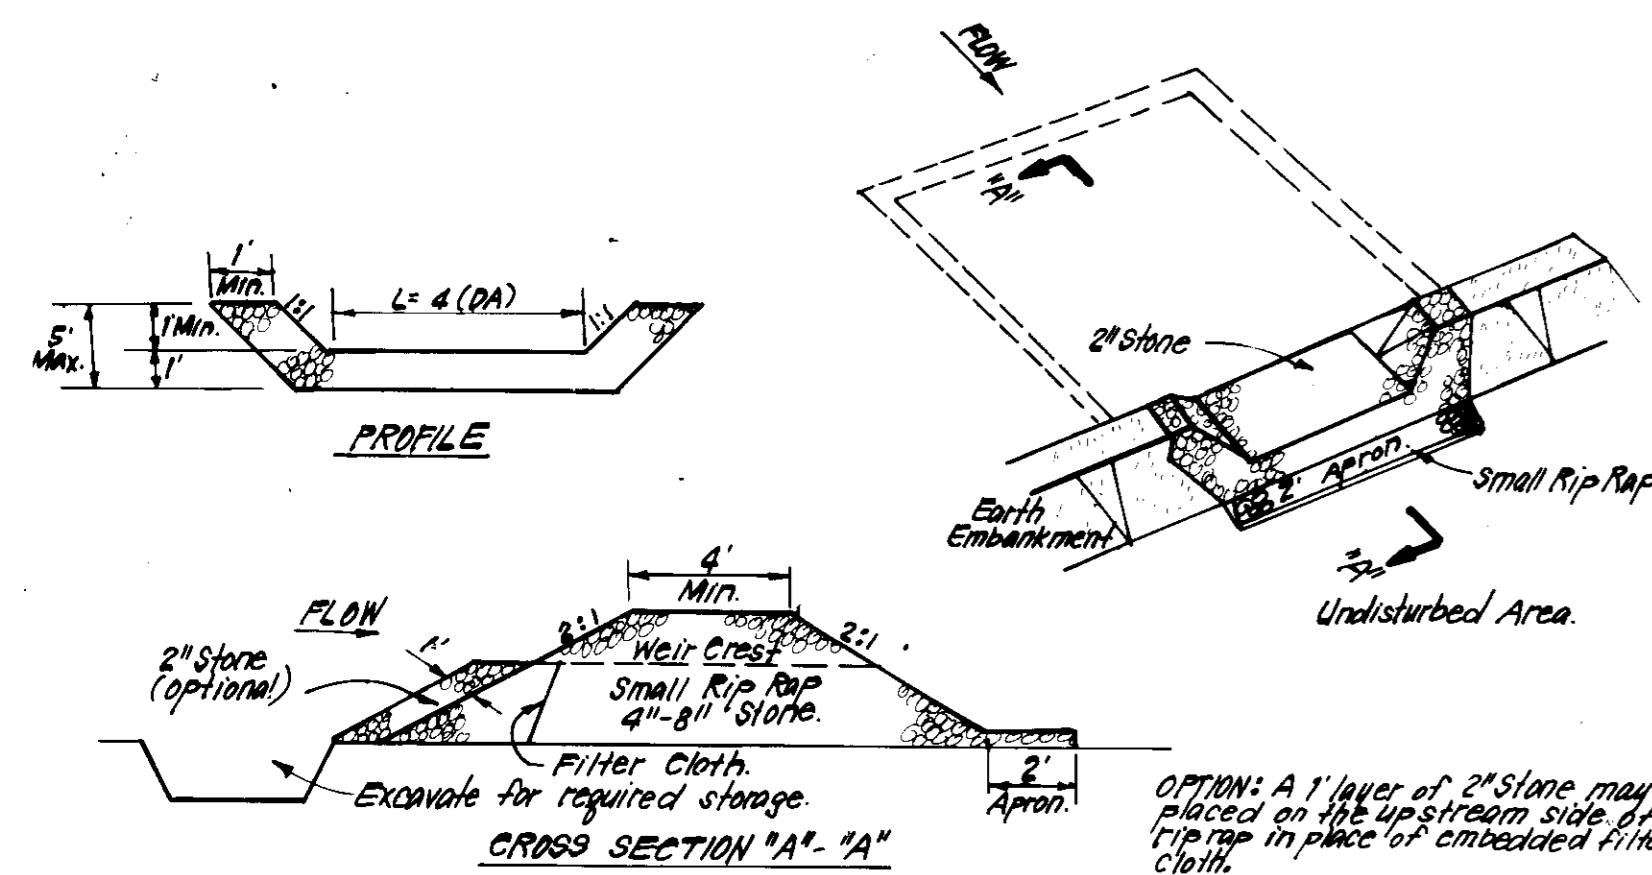 FLOW
"A"
1'
Min.
1:1
L= 4 (DA)
1:1
5'
Max.
1' Min.
1'
PROFILE
2" Stone
Apron.
2'
Small Rip Rap
Earth
Embankment
"A"
Undisturbed Area.
4'
Min.
FLOW
2:1
2:1
2" Stone
(optional)
Weir Crest
Small Rip Rap
4"-8" Stone.
Filter Cloth.
Excavate for required storage.
2'
Apron.
CROSS SECTION "A"- "A"
OPTION: A 1' layer of 2" Stone may
placed on the upstream side of
rip rap in place of embedded filte
Cloth.